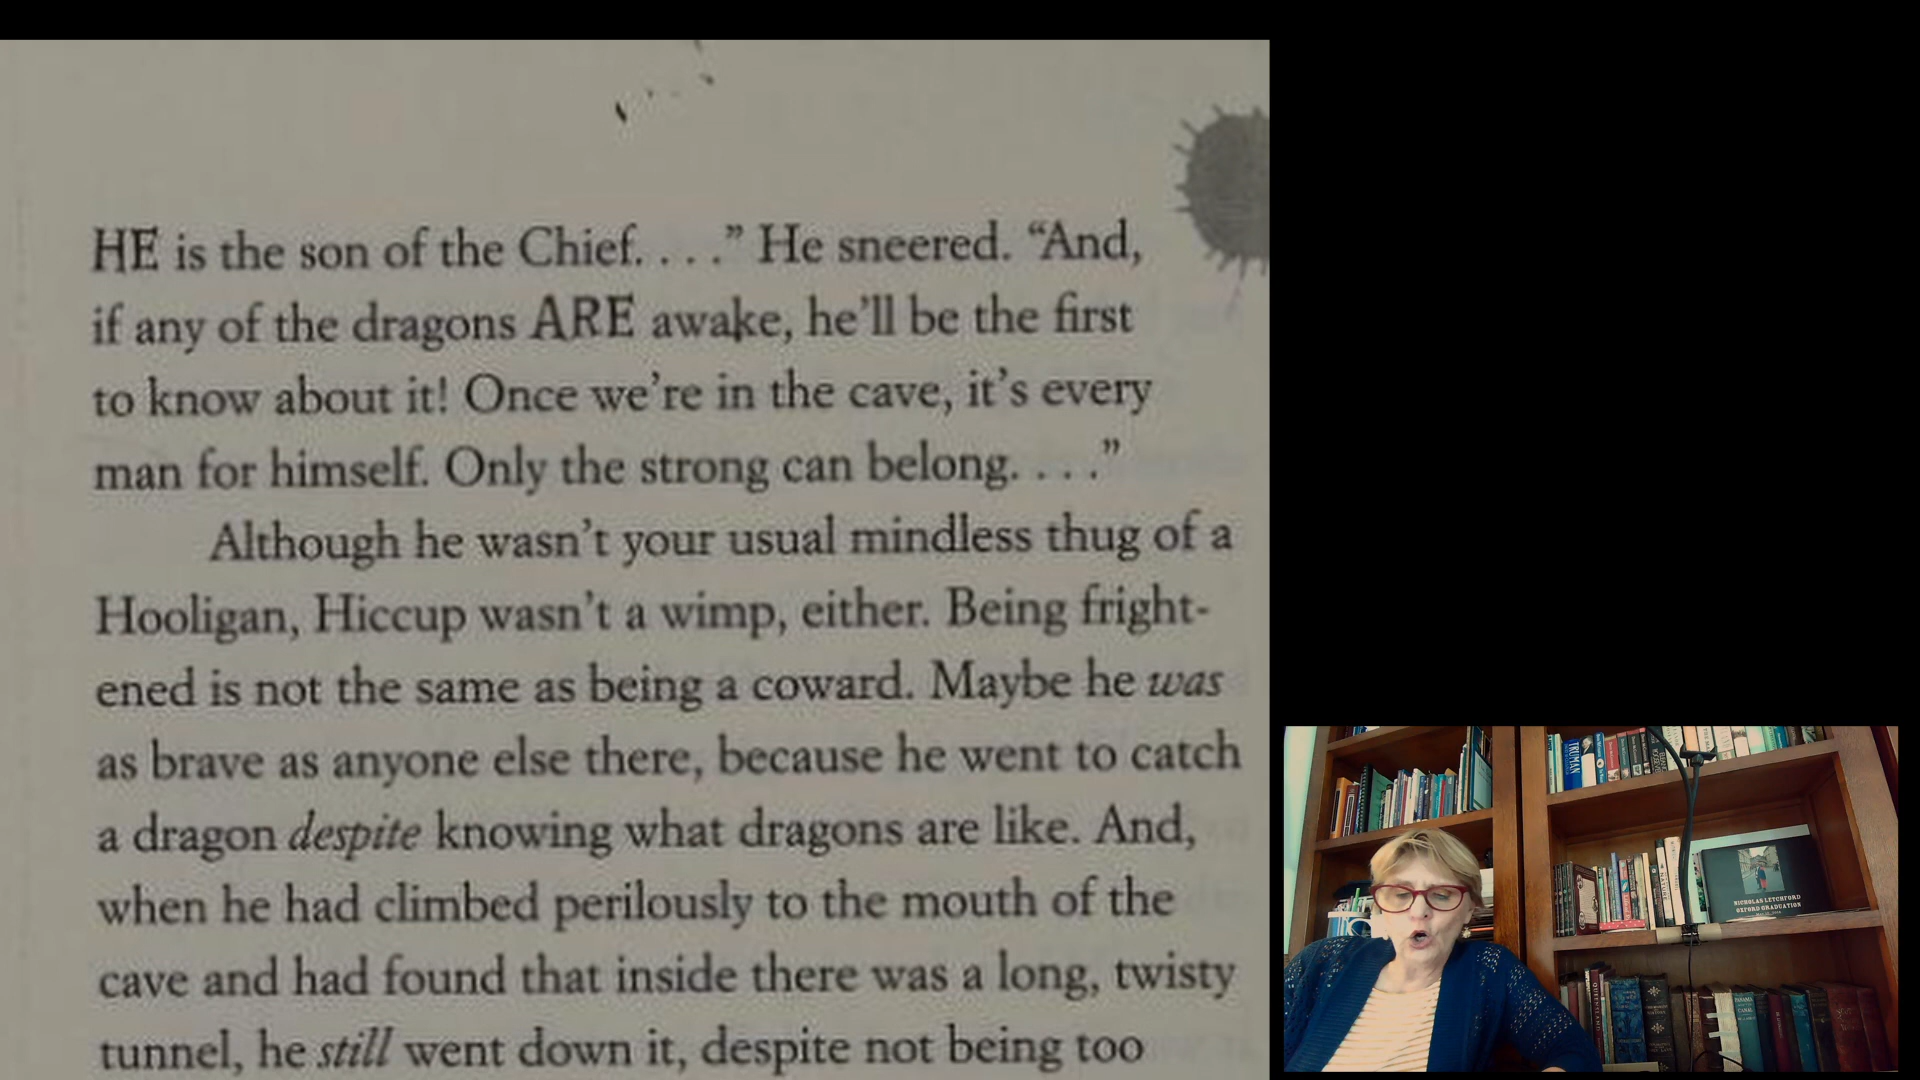 HE is the son of the Chief. . . .” He sneered. “And,
if any of the dragons ARE awake, he’ll be the first
to know about it! Once we’re in the cave, it’s every
man for himself. Only the strong can belong. . . .”
Although he wasn’t your usual mindless thug of a
Hooligan, Hiccup wasn’t a wimp, either. Being fright-
ened is not the same as being a coward. Maybe he was
as brave as anyone else there, because he went to catch
a dragon despite knowing what dragons are like. And,
when he had climbed perilously to the mouth of the
cave and had found that inside there was a long, twisty
tunnel, he still went down it, despite not being too
TRUMAN
NICHOLAS LETCHFORD
OXFORD GRADUATION